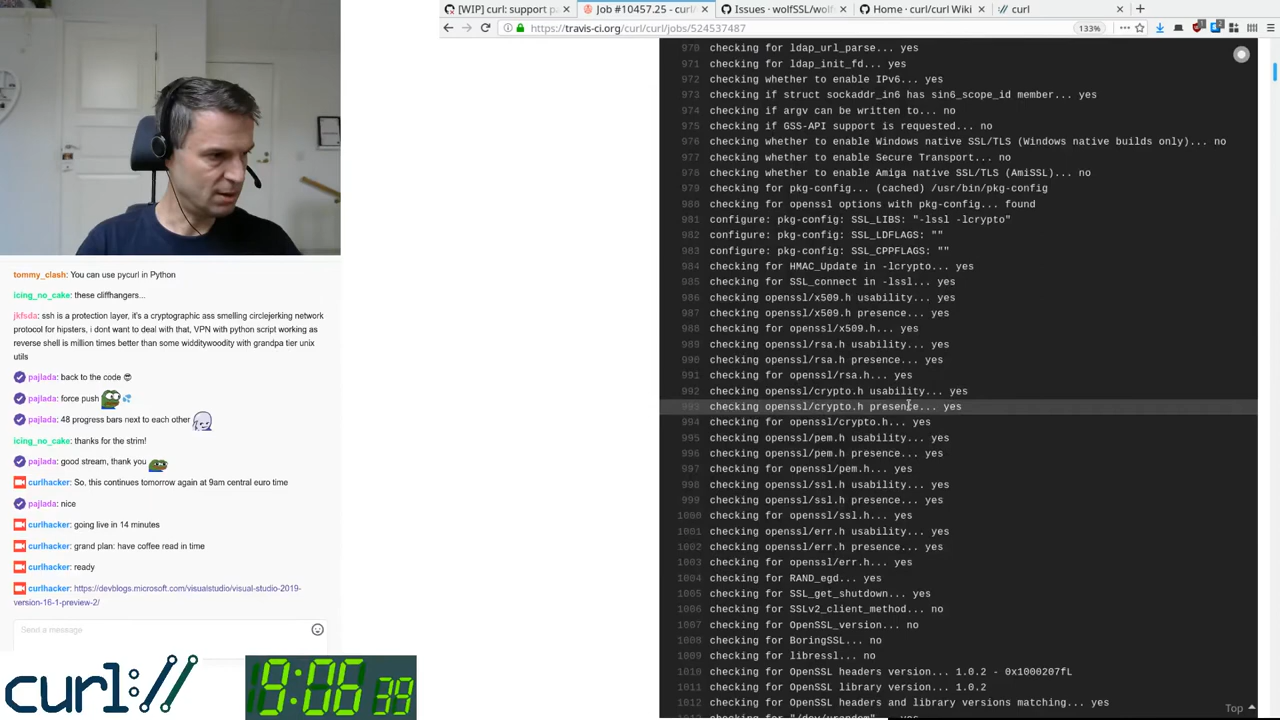 [WIP] curl: support p
Job #10457.25 - curl/
Issues · wolfSSL/wolfs
Home · curl/curl Wiki
curl
https://travis-ci.org/curl/curl/jobs/524537487
133%
970 checking for ldap_url_parse... yes
971 checking for ldap_init_fd... yes
972 checking whether to enable IPv6... yes
973 checking if struct sockaddr_in6 has sin6_scope_id member... yes
974 checking if argv can be written to... no
975 checking if GSS-API support is requested... no
976 checking whether to enable Windows native SSL/TLS (Windows native builds only)... no
977 checking whether to enable Secure Transport... no
978 checking whether to enable Amiga native SSL/TLS (AmiSSL)... no
979 checking for pkg-config... (cached) /usr/bin/pkg-config
980 checking for openssl options with pkg-config... found
981 configure: pkg-config: SSL_LIBS: "-lssl -lcrypto"
982 configure: pkg-config: SSL_LDFLAGS: ""
983 configure: pkg-config: SSL_CPPFLAGS: ""
984 checking for HMAC_Update in -lcrypto... yes
985 checking for SSL_connect in -lssl... yes
986 checking openssl/x509.h usability... yes
987 checking openssl/x509.h presence... yes
988 checking for openssl/x509.h... yes
989 checking openssl/rsa.h usability... yes
990 checking openssl/rsa.h presence... yes
991 checking for openssl/rsa.h... yes
992 checking openssl/crypto.h usability... yes
993 checking openssl/crypto.h presence... yes
994 checking for openssl/crypto.h... yes
995 checking openssl/pem.h usability... yes
996 checking openssl/pem.h presence... yes
997 checking for openssl/pem.h... yes
998 checking openssl/ssl.h usability... yes
999 checking openssl/ssl.h presence... yes
1000 checking for openssl/ssl.h... yes
1001 checking openssl/err.h usability... yes
1002 checking openssl/err.h presence... yes
1003 checking for openssl/err.h... yes
1004 checking for RAND_egd... yes
1005 checking for SSL_get_shutdown... yes
1006 checking for SSLv2_client_method... no
1007 checking for OpenSSL_version... no
1008 checking for BoringSSL... no
1009 checking for libressl... no
1010 checking for OpenSSL headers version... 1.0.2 - 0x1000207fL
1011 checking for OpenSSL library version... 1.0.2
1012 checking for OpenSSL headers and library versions matching... yes
Top
tommy_clash: You can use pycurl in Python
icing_no_cake: these cliffhangers...
jkfsda: ssh is a protection layer, it's a cryptographic ass smelling circlejerking network
protocol for hipsters, i dont want to deal with that, VPN with python script working as
reverse shell is million times better than some widditywoodity with grandpa tier unix
utils
pajlada: back to the code
pajlada: force push
pajlada: 48 progress bars next to each other
icing_no_cake: thanks for the strim!
pajlada: good stream, thank you
curlhacker: So, this continues tomorrow again at 9am central euro time
pajlada: nice
curlhacker: going live in 14 minutes
curlhacker: grand plan: have coffee read in time
curlhacker: ready
curlhacker: https://devblogs.microsoft.com/visualstudio/visual-studio-2019-
version-16-1-preview-2/
Send a message
curl://
9:06 39